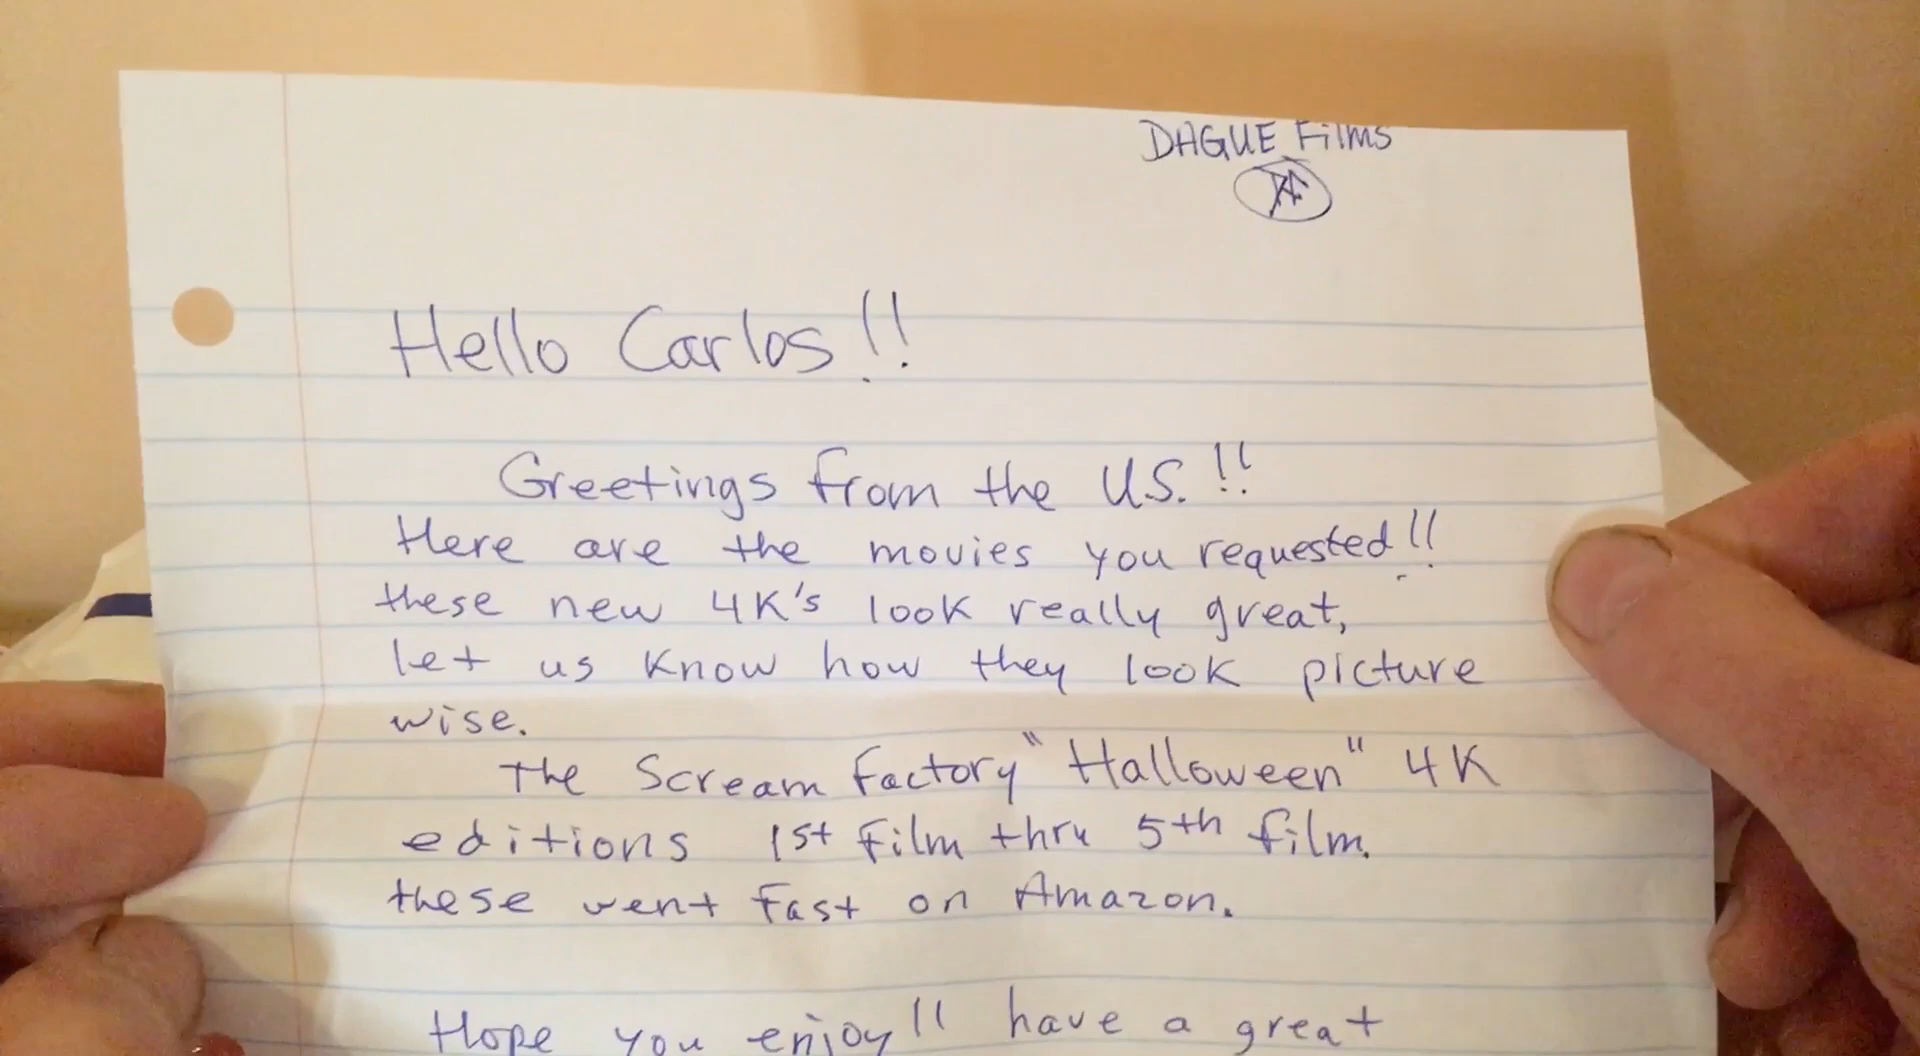 DAGUE Films
DF
Hello Carlos!!
Greetings from the U.S.!!
Here are the movies you requested!!
these new 4K's look really great,
let us know how they look picture
wise.
The Scream Factory "Halloween" 4K
editions 1st film thru 5th film.
these went fast on Amazon.
Hope you enjoy!! have a great